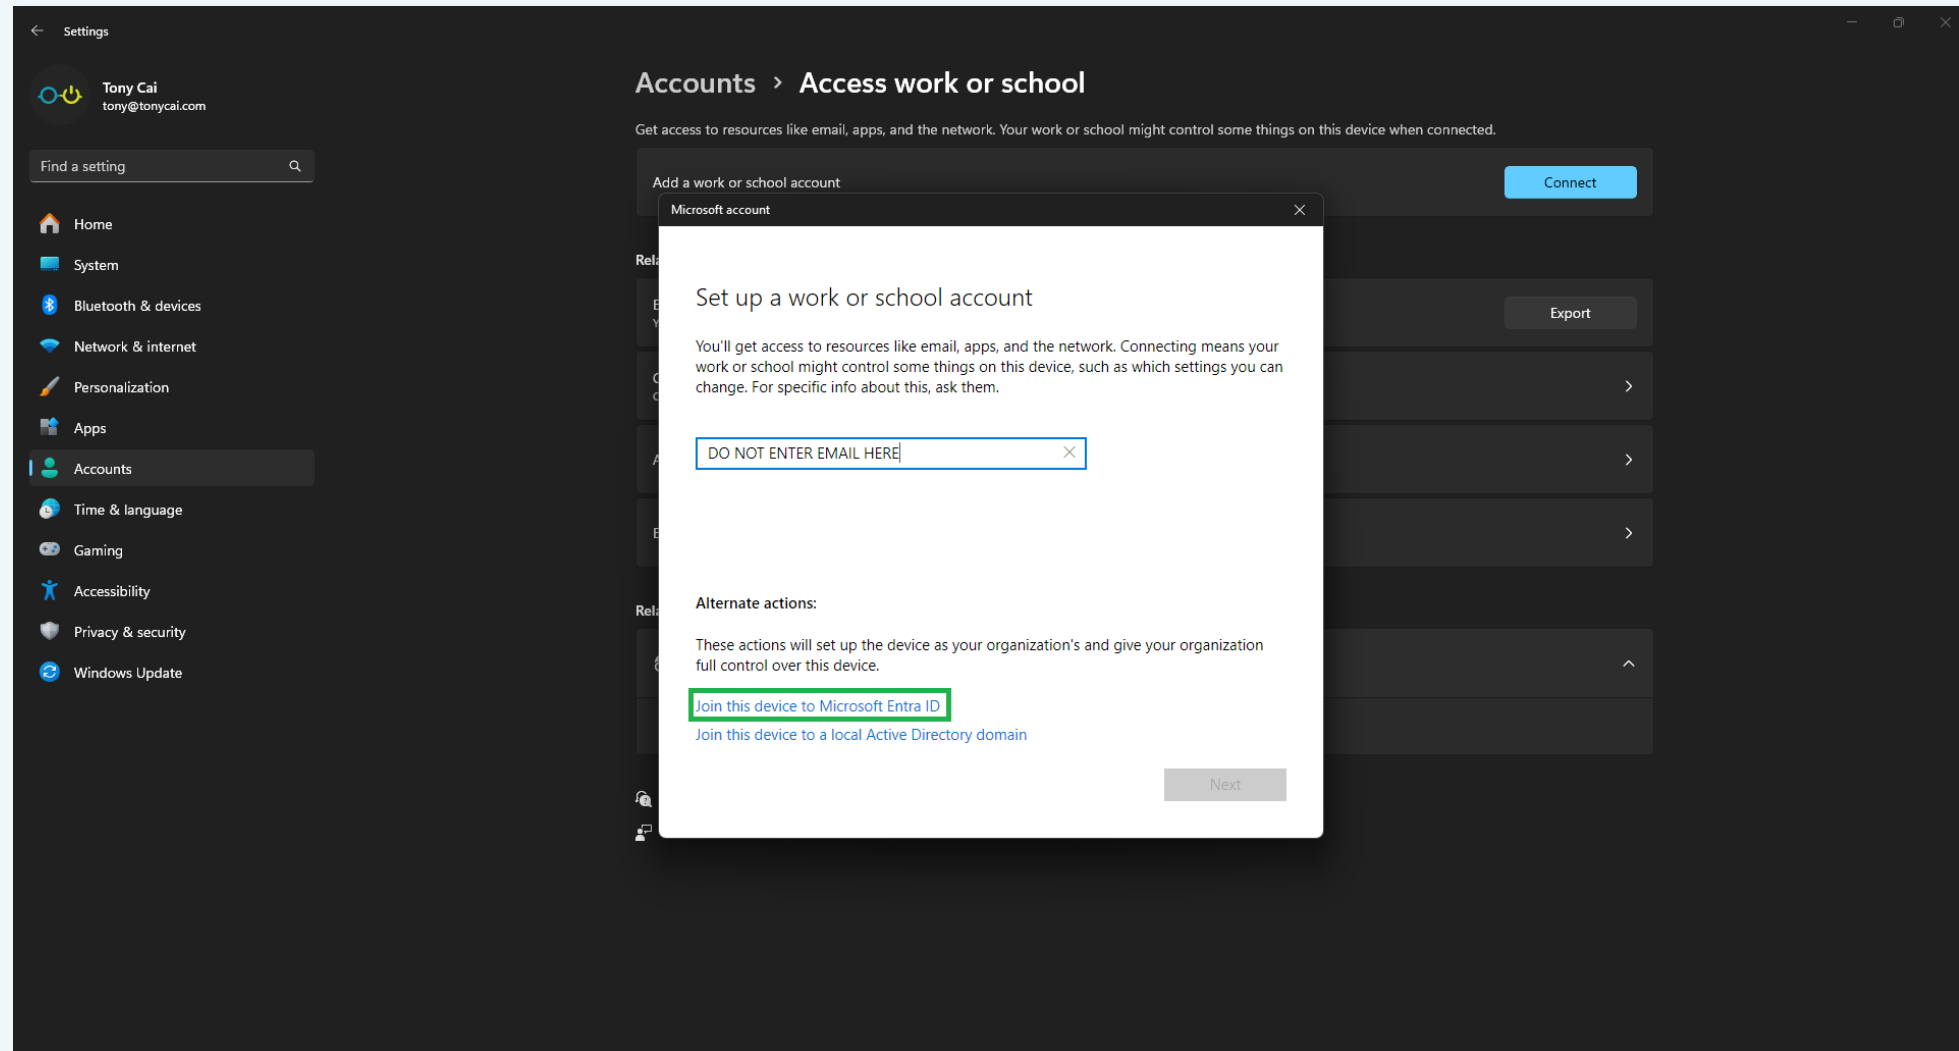 Settings
Tony Cai
tony@tonycai.com
Find a setting
Home
System
Bluetooth & devices
Network & internet
Personalization
Apps
Accounts
Time & language
Gaming
Accessibility
Privacy & security
Windows Update
Accounts > Access work or school
Get access to resources like email, apps, and the network. Your work or school might control some things on this device when connected.
Add a work or school account
Connect
Microsoft account
Export
Set up a work or school account
You'll get access to resources like email, apps, and the network. Connecting means your
work or school might control some things on this device, such as which settings you can
change. For specific info about this, ask them.
DO NOT ENTER EMAIL HERE
Alternate actions:
These actions will set up the device as your organization's and give your organization
full control over this device.
Join this device to Microsoft Entra ID
Join this device to a local Active Directory domain
Next